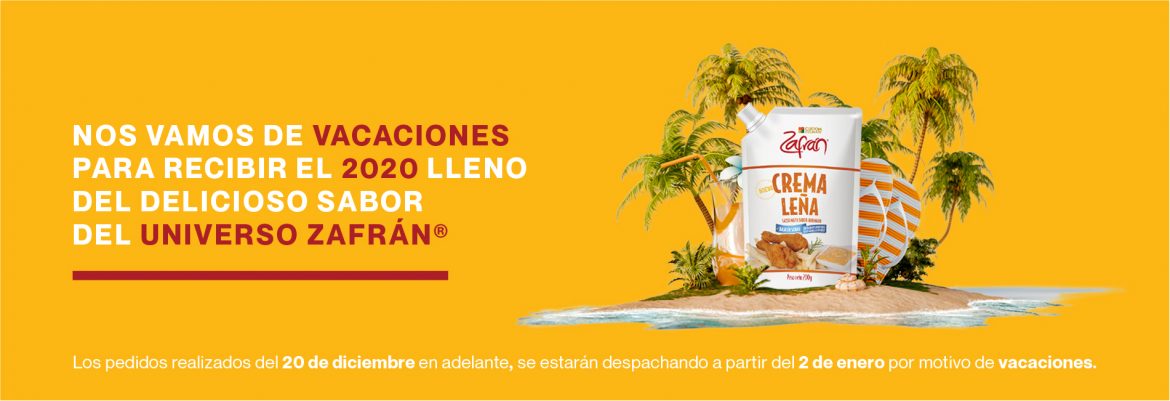 NOS VAMOS DE VACACIONES
PARA RECIBIR EL 2020 LLENO
DEL DELICIOSO SABOR
DEL UNIVERSO ZAFRÁN®
Zafrán
CREMA
LEÑA
Los pedidos realizados del 20 de diciembre en adelante, se estarán despachando a partir del 2 de enero por motivo de vacaciones.